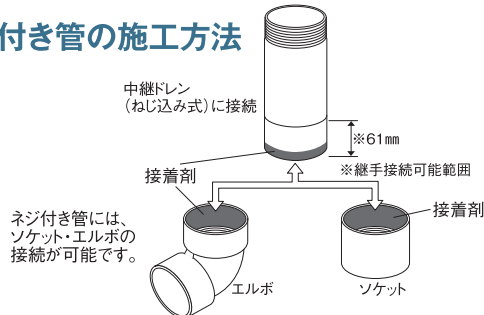 付き管の施工方法
中継ドレン
（ねじ込み式）に接続
※61mm
※継手接続可能範囲
接着剤
接着剤
ネジ付き管には、
ソケット・エルボの
接続が可能です。
エルボ
ソケット